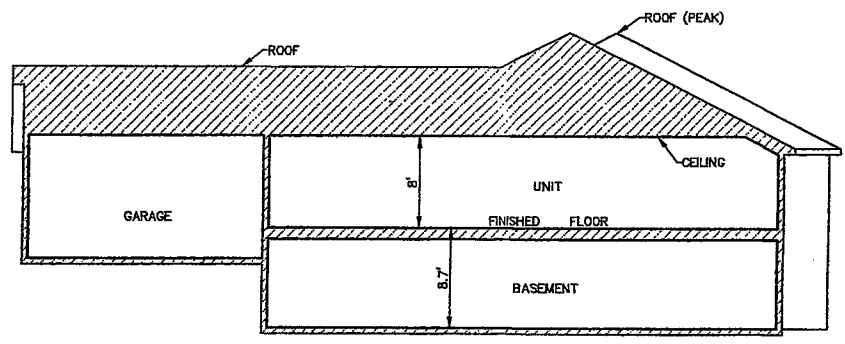 ROOF (PEAK)
ROOF
CEILING
8'
UNIT
GARAGE
FINISHED FLOOR
8.7'
BASEMENT